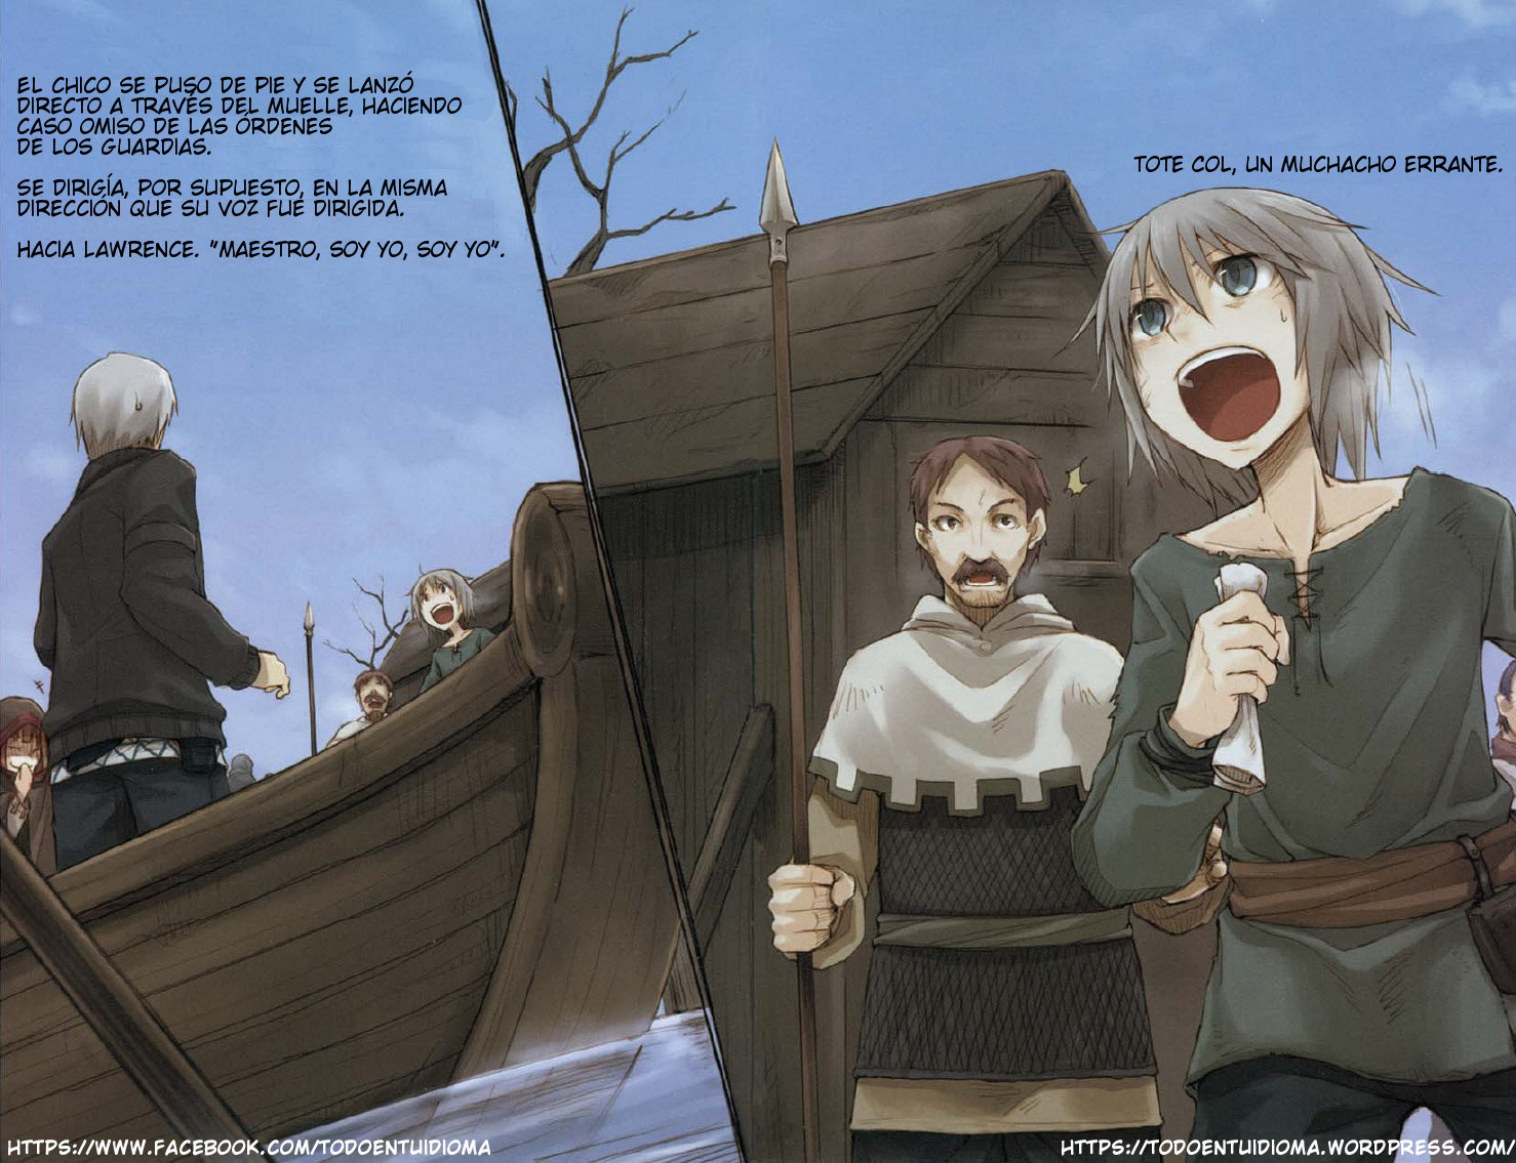 EL CHICO SE PUSO DE PIE Y SE LANZÓ
DIRECTO A TRAVÉS DEL MUELLE, HACIENDO
CASO OMISO DE LAS ÓRDENES
DE LOS GUARDIAS.
SE DIRIGÍA, POR SUPUESTO, EN LA MISMA
DIRECCIÓN QUE SU VOZ FUE DIRIGIDA.
HACIA LAWRENCE. "MAESTRO, SOY YO, SOY YO".
TOTE COL, UN MUCHACHO ERRANTE.
HTTPS://WWW.FACEBOOK.COM/TODOENTUIDIOMA
HTTPS://TODOENTUIDIOMA.WORDPRESS.COM/